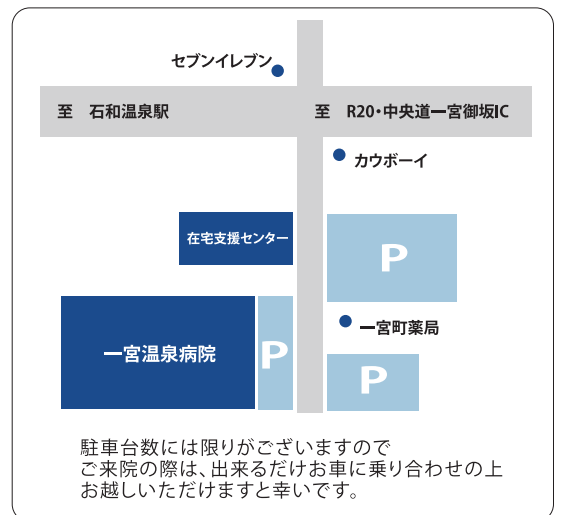 セブンイレブン
至 石和温泉駅
至 R20・中央道一宮御坂IC
カウボーイ
在宅支援センター
P
一宮町薬局
一宮温泉病院
P
P
駐車台数には限りがございますので
ご来院の際は、出来るだけお車に乗り合わせの上
お越しいただけますと幸いです。